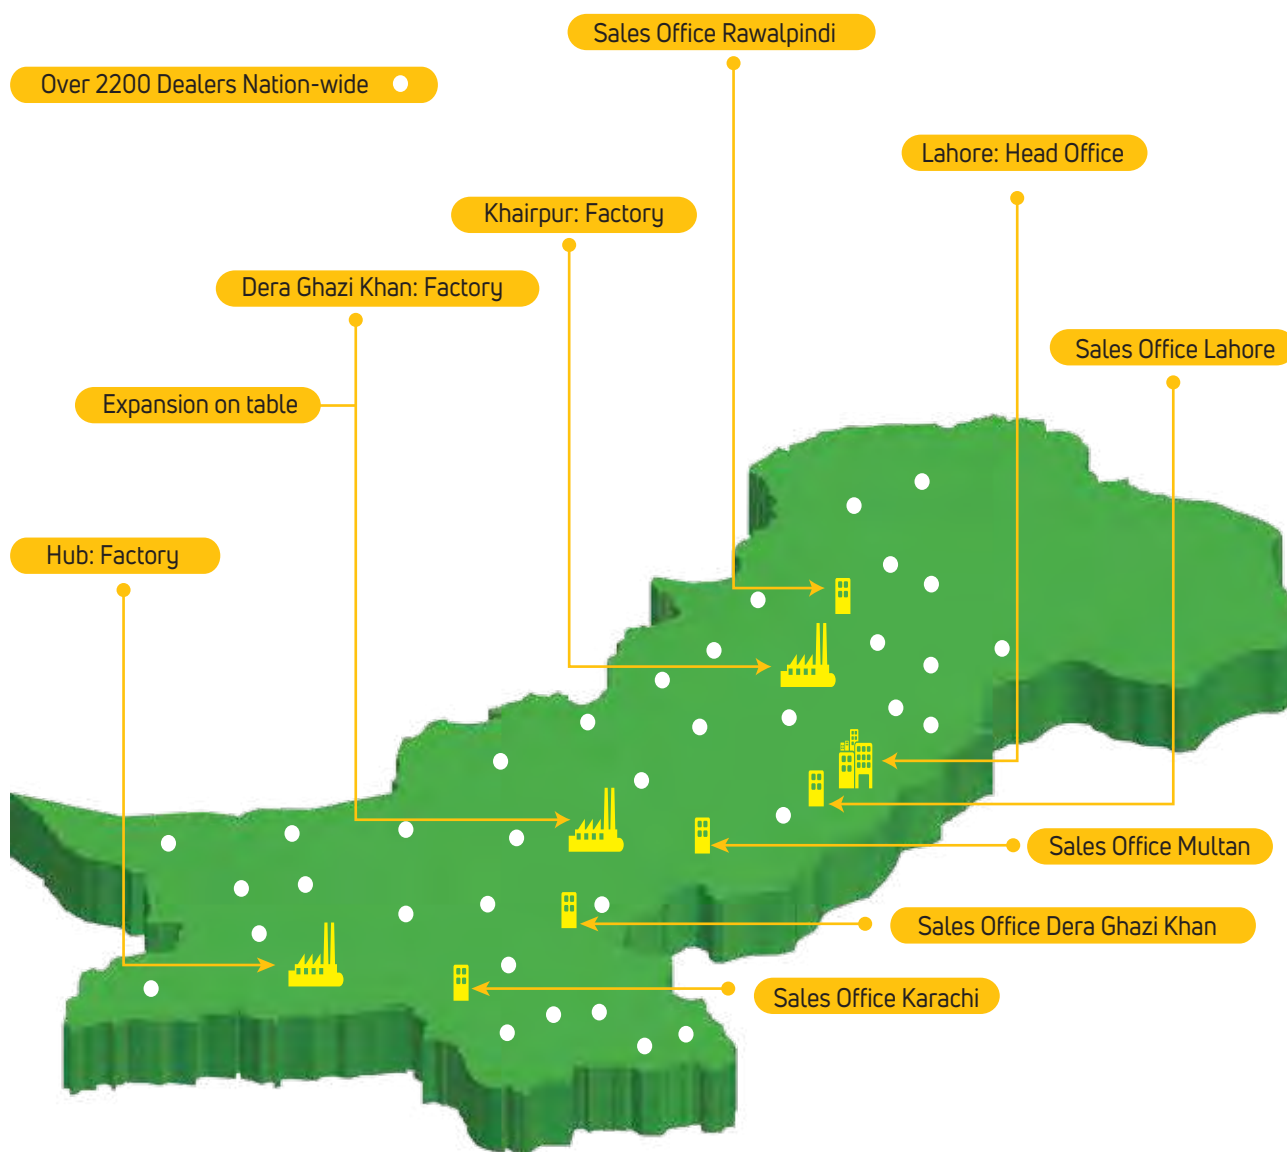 Sales Office Rawalpindi
Over 2200 Dealers Nation-wide
Lahore: Head Office
Khairpur: Factory
Dera Ghazi Khan: Factory
Sales Office Lahore
Expansion on table
Hub: Factory
Sales Office Multan
Sales Office Dera Ghazi Khan
Sales Office Karachi